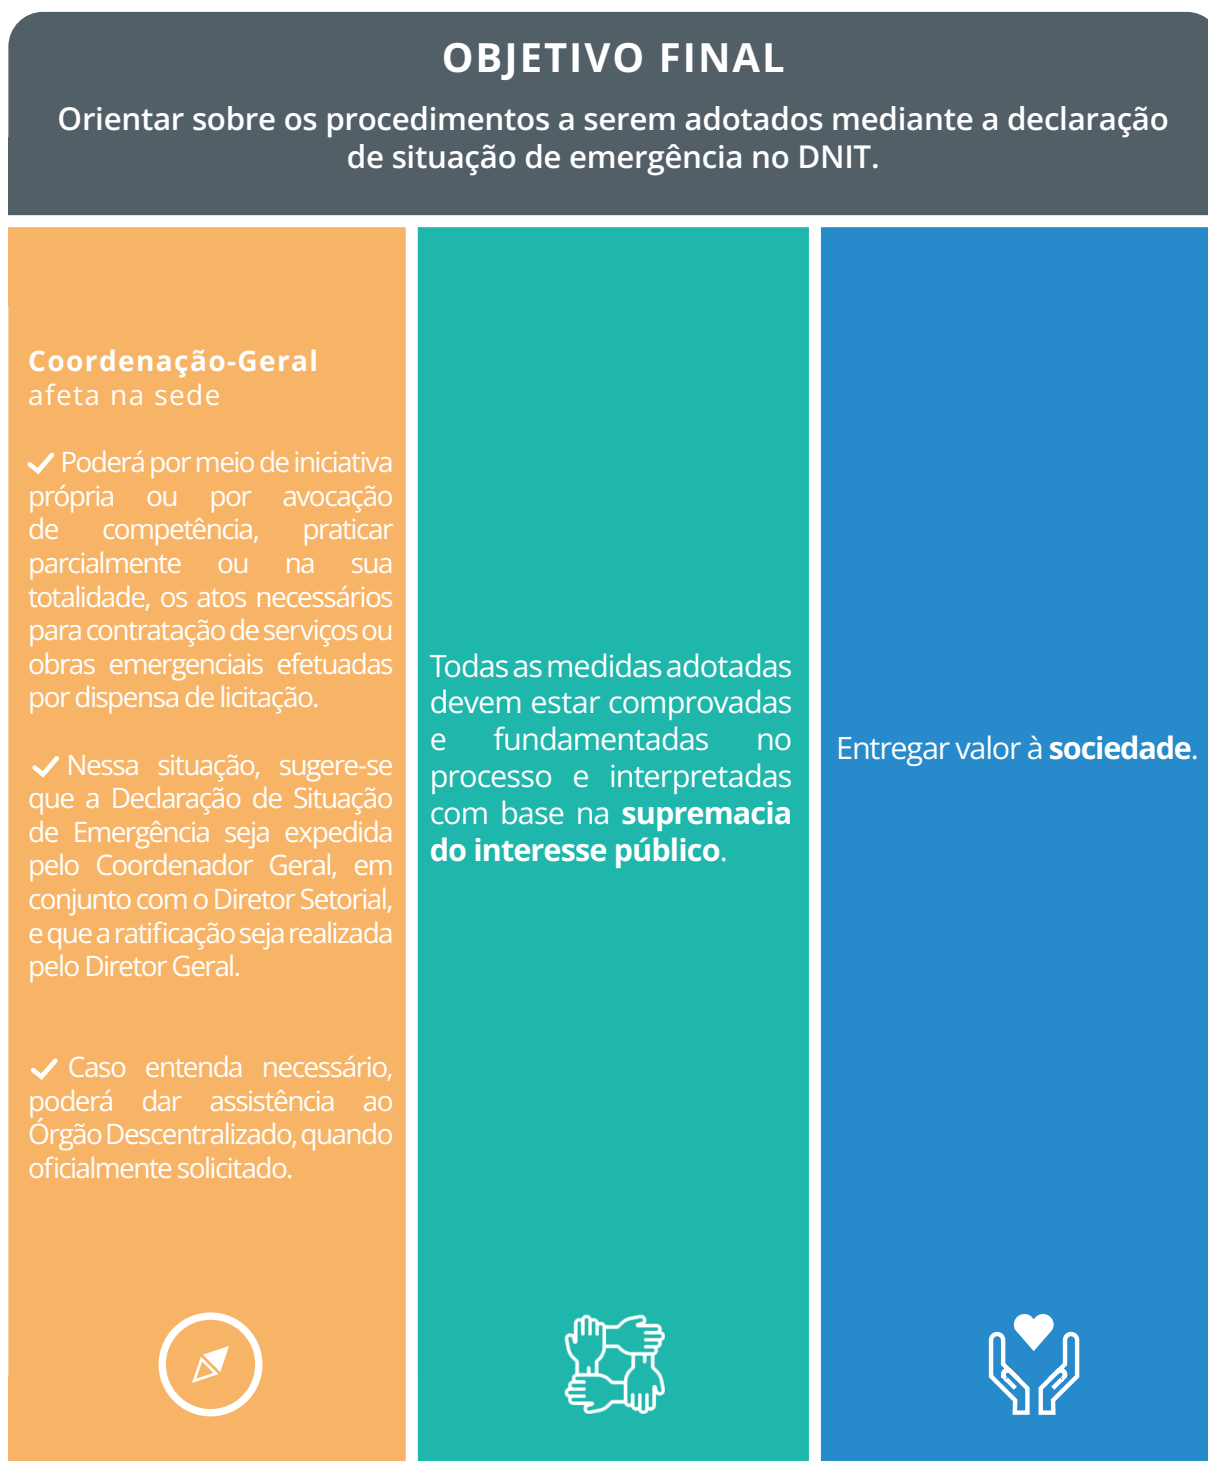 OBJETIVO FINAL
Orientar sobre os procedimentos a serem adotados mediante a declaração
de situação de emergência no DNIT.
Coordenação-Geral
afeta na sede
Poderá por meio de iniciativa
própria ou por avocação
de competência, praticar
parcialmente ou na sua
totalidade, os atos necessários
para contratação de serviços ou
obras emergenciais efetuadas
por dispensa de licitação.
Nessa situação, sugere-se
que a Declaração de Situação
de Emergência seja expedida
pelo Coordenador Geral, em
conjunto com o Diretor Setorial,
e que a ratificação seja realizada
pelo Diretor Geral.
Caso entenda necessário,
poderá dar assistência ao
Órgão Descentralizado, quando
oficialmente solicitado.
Todas as medidas adotadas
devem estar comprovadas
e fundamentadas no
processo e interpretadas
com base na supremacia
do interesse público.
Entregar valor à sociedade.